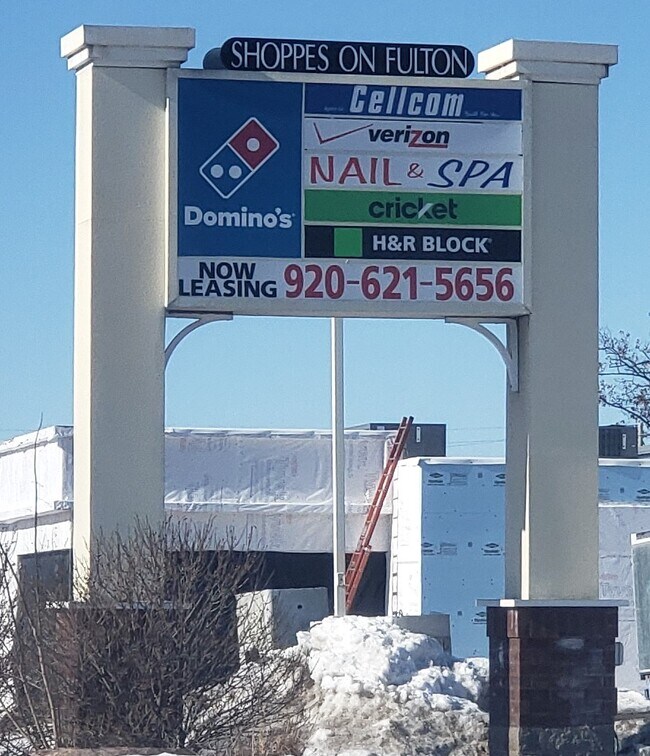 SHOPPES ON FULTON
Cellcom
verizon
NAIL & SPA
Domino's
cricket
H&R BLOCK
NOW LEASING
920-621-5656